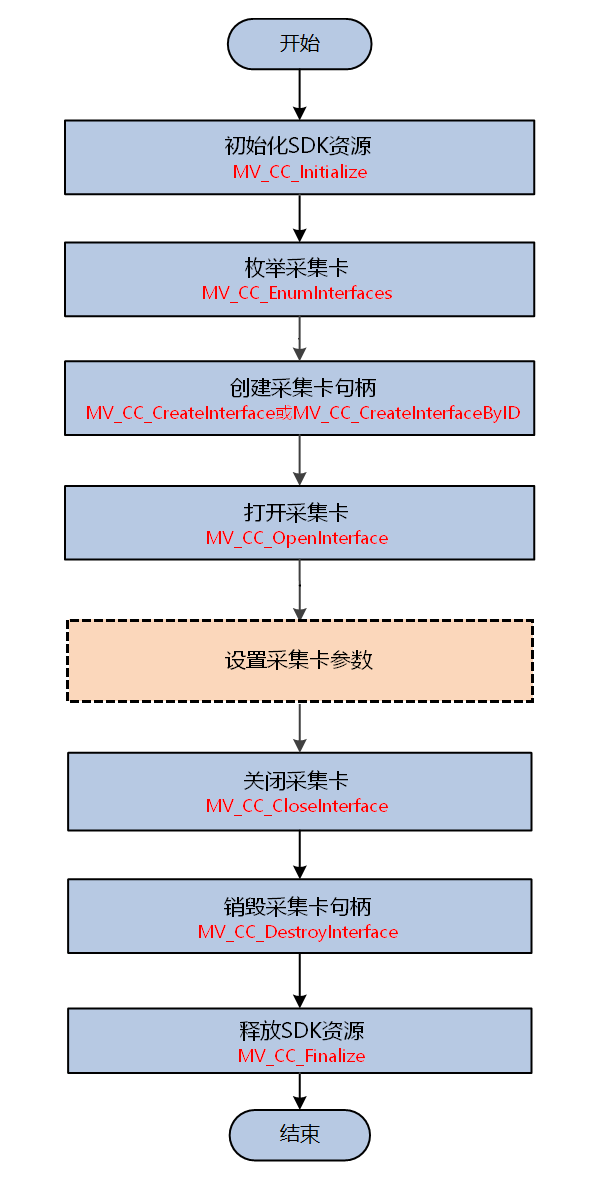 开始
初始化SDK资源
MV_CC_Initialize
枚举采集卡
MV_CC_EnumInterfaces
创建采集卡句柄
MV_CC_CreateInterface或MV_CC_CreateInterfaceByID
打开采集卡
MV_CC_OpenInterface
设置采集卡参数
关闭采集卡
MV_CC_CloseInterface
销毁采集卡句柄
MV_CC_DestroyInterface
释放SDK资源
MV_CC_Finalize
结束